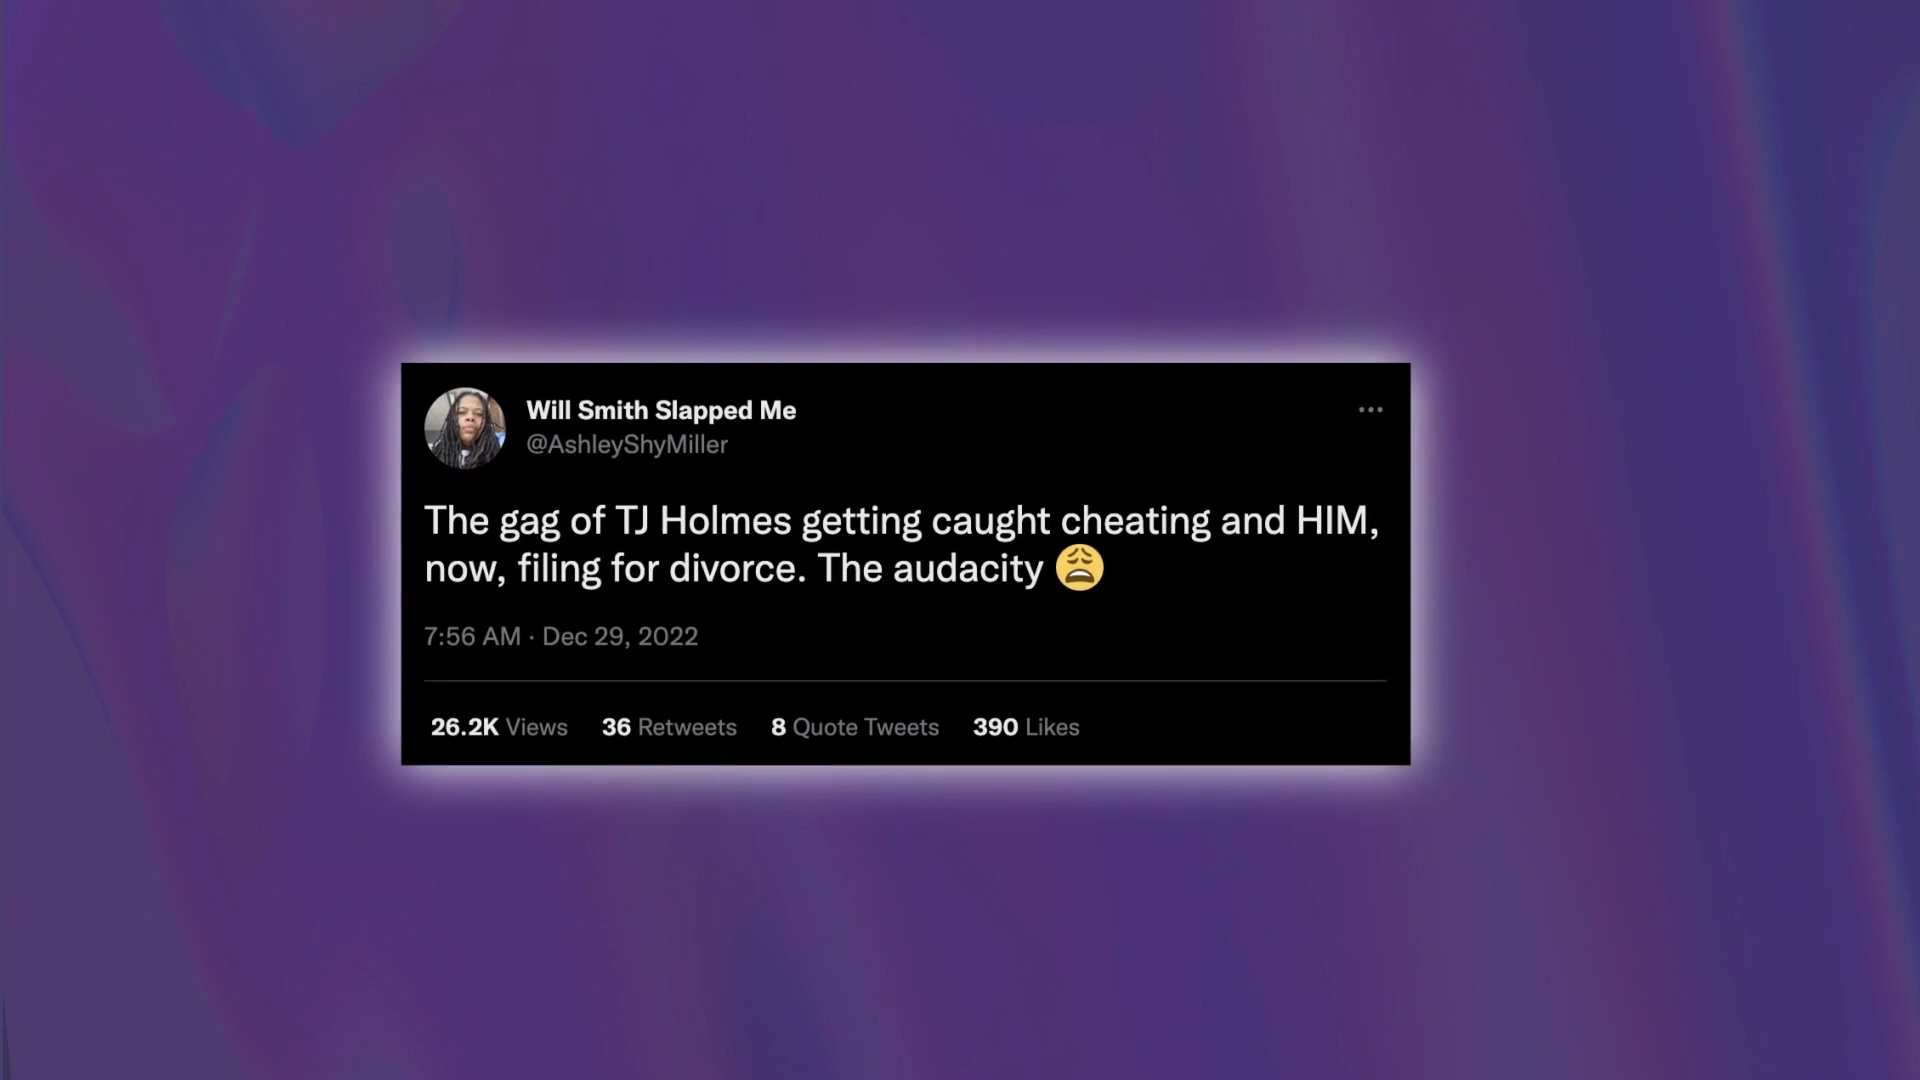 Will Smith Slapped Me
@AshleyShyMiller
The gag of TJ Holmes getting caught cheating and HIM,
now, filing for divorce. The audacity 😩
7:56 AM · Dec 29, 2022
26.2K Views 36 Retweets 8 Quote Tweets 390 Likes